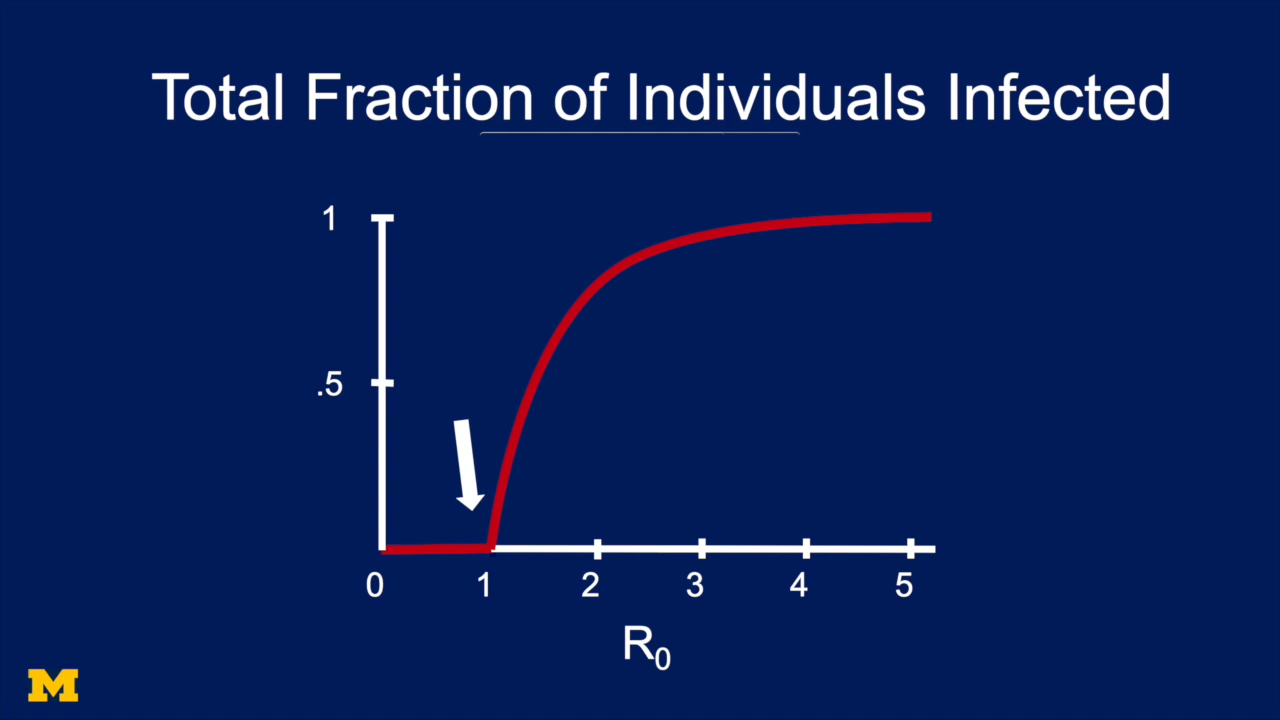 Total Fraction of Individuals Infected
1
.5
0 1 2 3 4 5
R₀
M